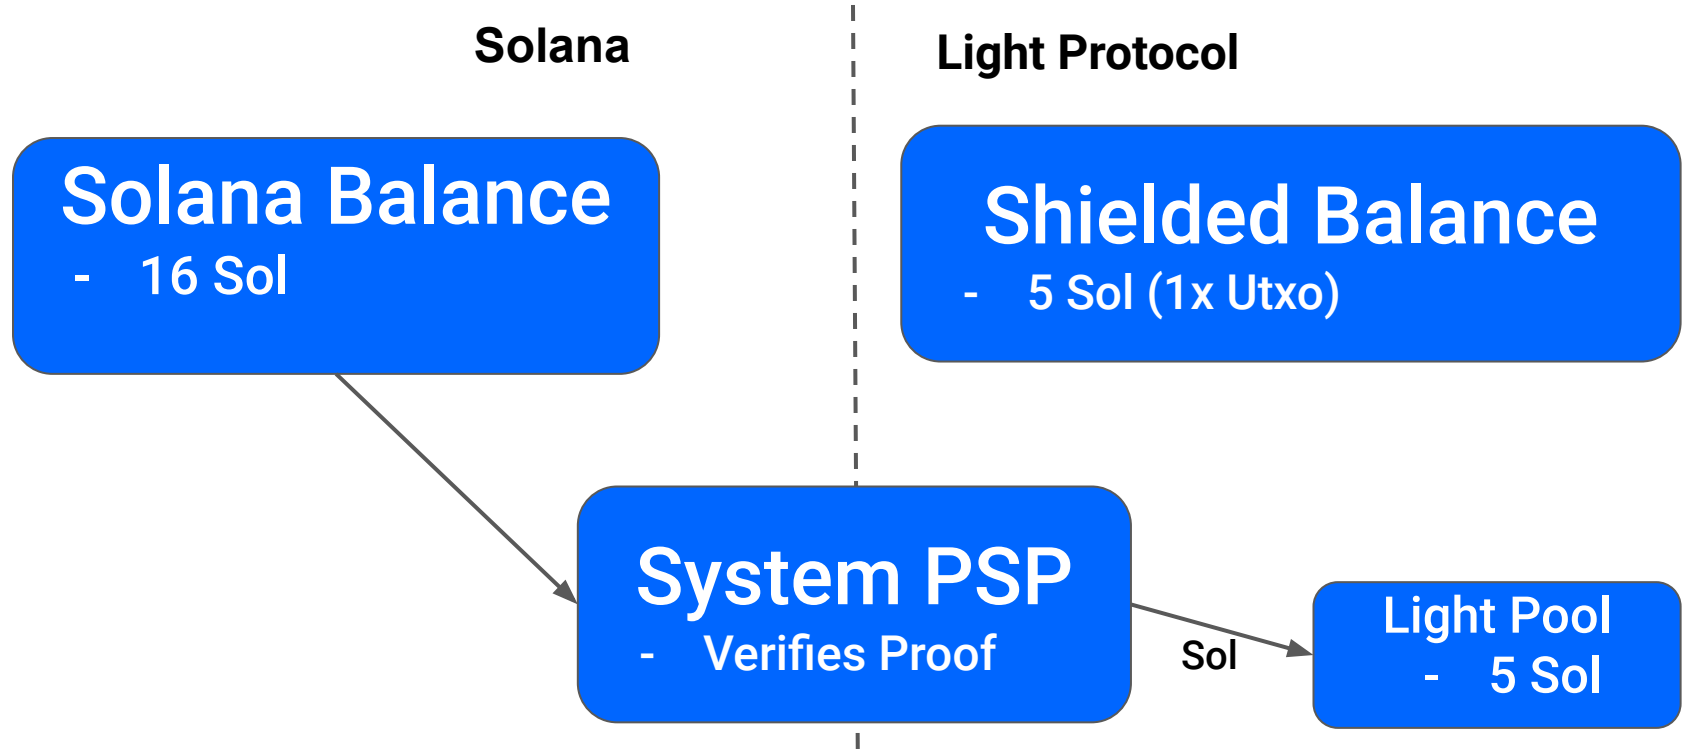 Solana
Light Protocol
Solana Balance
- 16 Sol
Shielded Balance
- 5 Sol (1x Utxo)
System PSP
- Verifies Proof
Sol
Light Pool
- 5 Sol